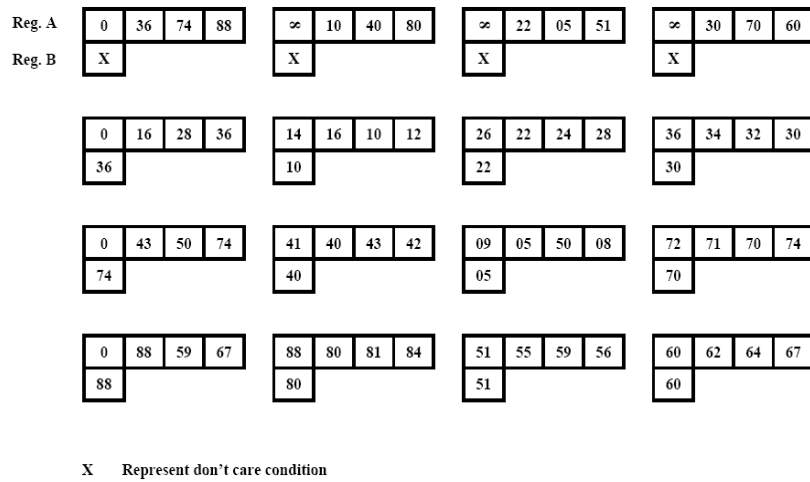 Reg. A 0 36 74 88 ∞ 10 40 80 ∞ 22 05 51 ∞ 30 70 60
Reg. B X X X X
0 16 28 36 14 16 10 12 26 22 24 28 36 34 32 30
36 10 22 30
0 43 50 74 41 40 43 42 09 05 50 08 72 71 70 74
74 40 05 70
0 88 59 67 88 80 81 84 51 55 59 56 60 62 64 67
88 80 51 60
X Represent don't care condition